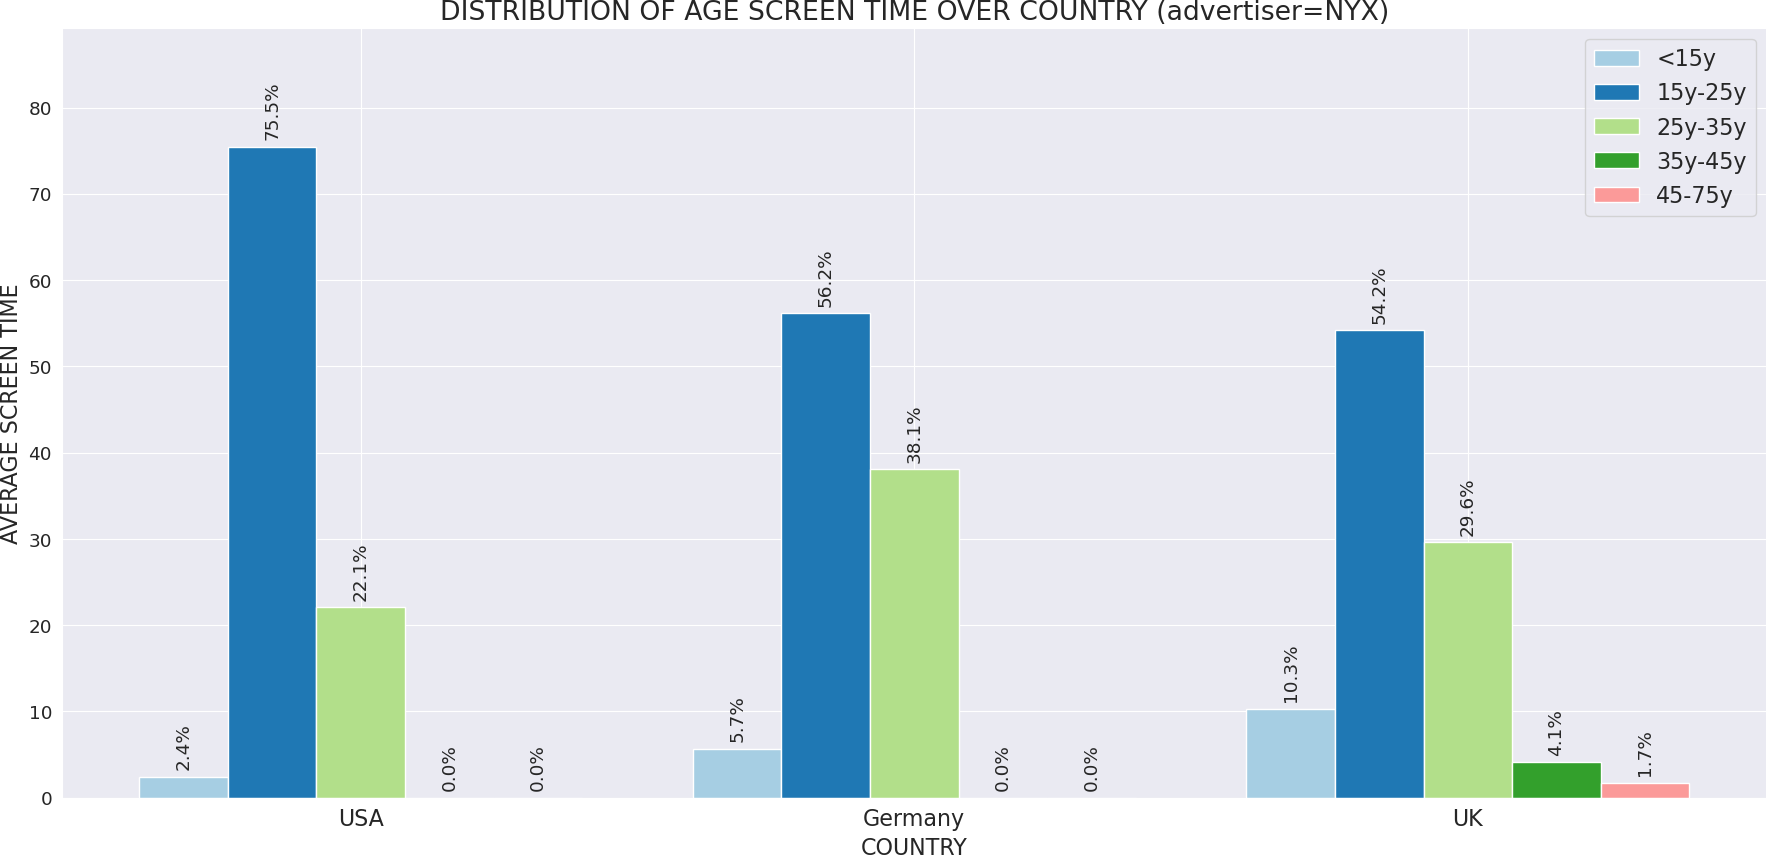 DISTRIBUTION OF AGE SCREEN TIME OVER COUNTRY (advertiser=NYX)
<15y
15y-25y
25y-35y
35y-45y
45-75y
AVERAGE SCREEN TIME
80
70
60
50
40
30
20
10
0
2.4%
75.5%
22.1%
0.0%
0.0%
5.7%
56.2%
38.1%
0.0%
0.0%
10.3%
54.2%
29.6%
4.1%
1.7%
USA
Germany
UK
COUNTRY